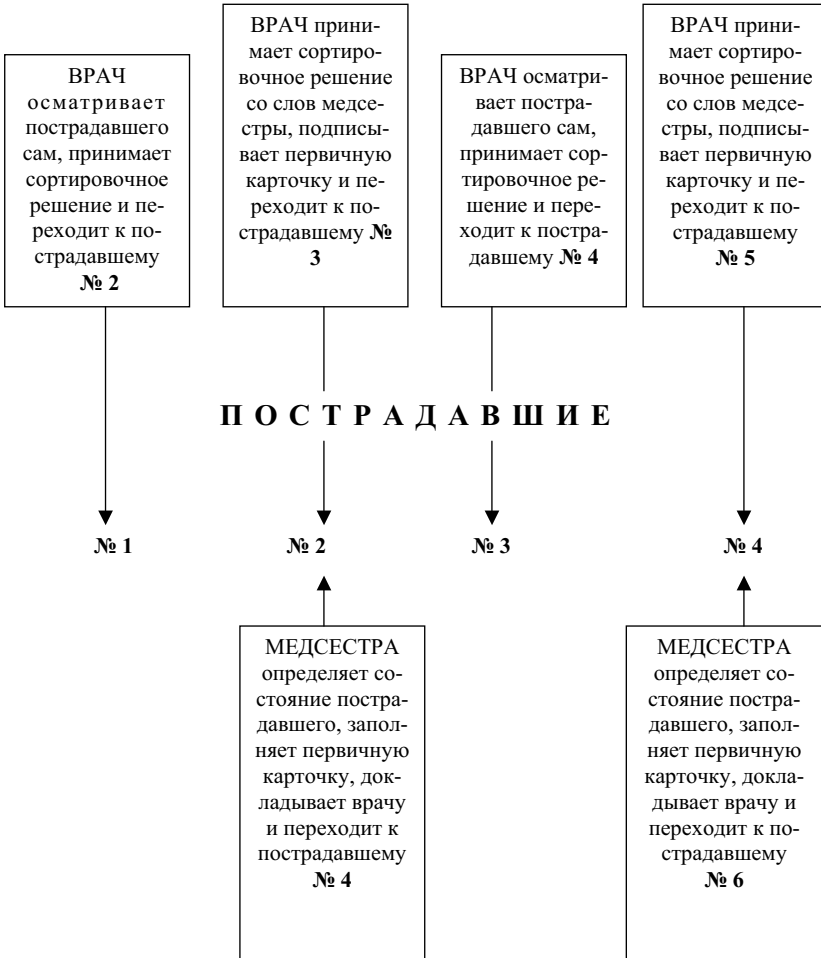 ВРАЧ
осматривает
пострадавшего
сам, принимает
сортировочное
решение и пе-
реходит к по-
страдавшему
№ 2
ВРАЧ прини-
мает сортиро-
вочное решение
со слов медсе-
стры, подписы-
вает первичную
карточку и пе-
реходит к по-
страдавшему №
3
ВРАЧ осматри-
вает постра-
давшего сам,
принимает сор-
тировочное ре-
шение и пере-
ходит к постра-
давшему № 4
ВРАЧ прини-
мает сортиро-
вочное решение
со слов медсе-
стры, подписы-
вает первичную
карточку и пе-
реходит к по-
страдавшему
№ 5
ПОСТРАДАВШИЕ
№ 1 № 2 № 3 № 4
МЕДСЕСТРА
определяет со-
стояние постра-
давшего, запол-
няет первичную
карточку, док-
ладывает врачу
и переходит к
пострадавшему
№ 4
МЕДСЕСТРА
определяет со-
стояние постра-
давшего, запол-
няет первичную
карточку, докла-
дывает врачу и
переходит к по-
страдавшему
№ 6